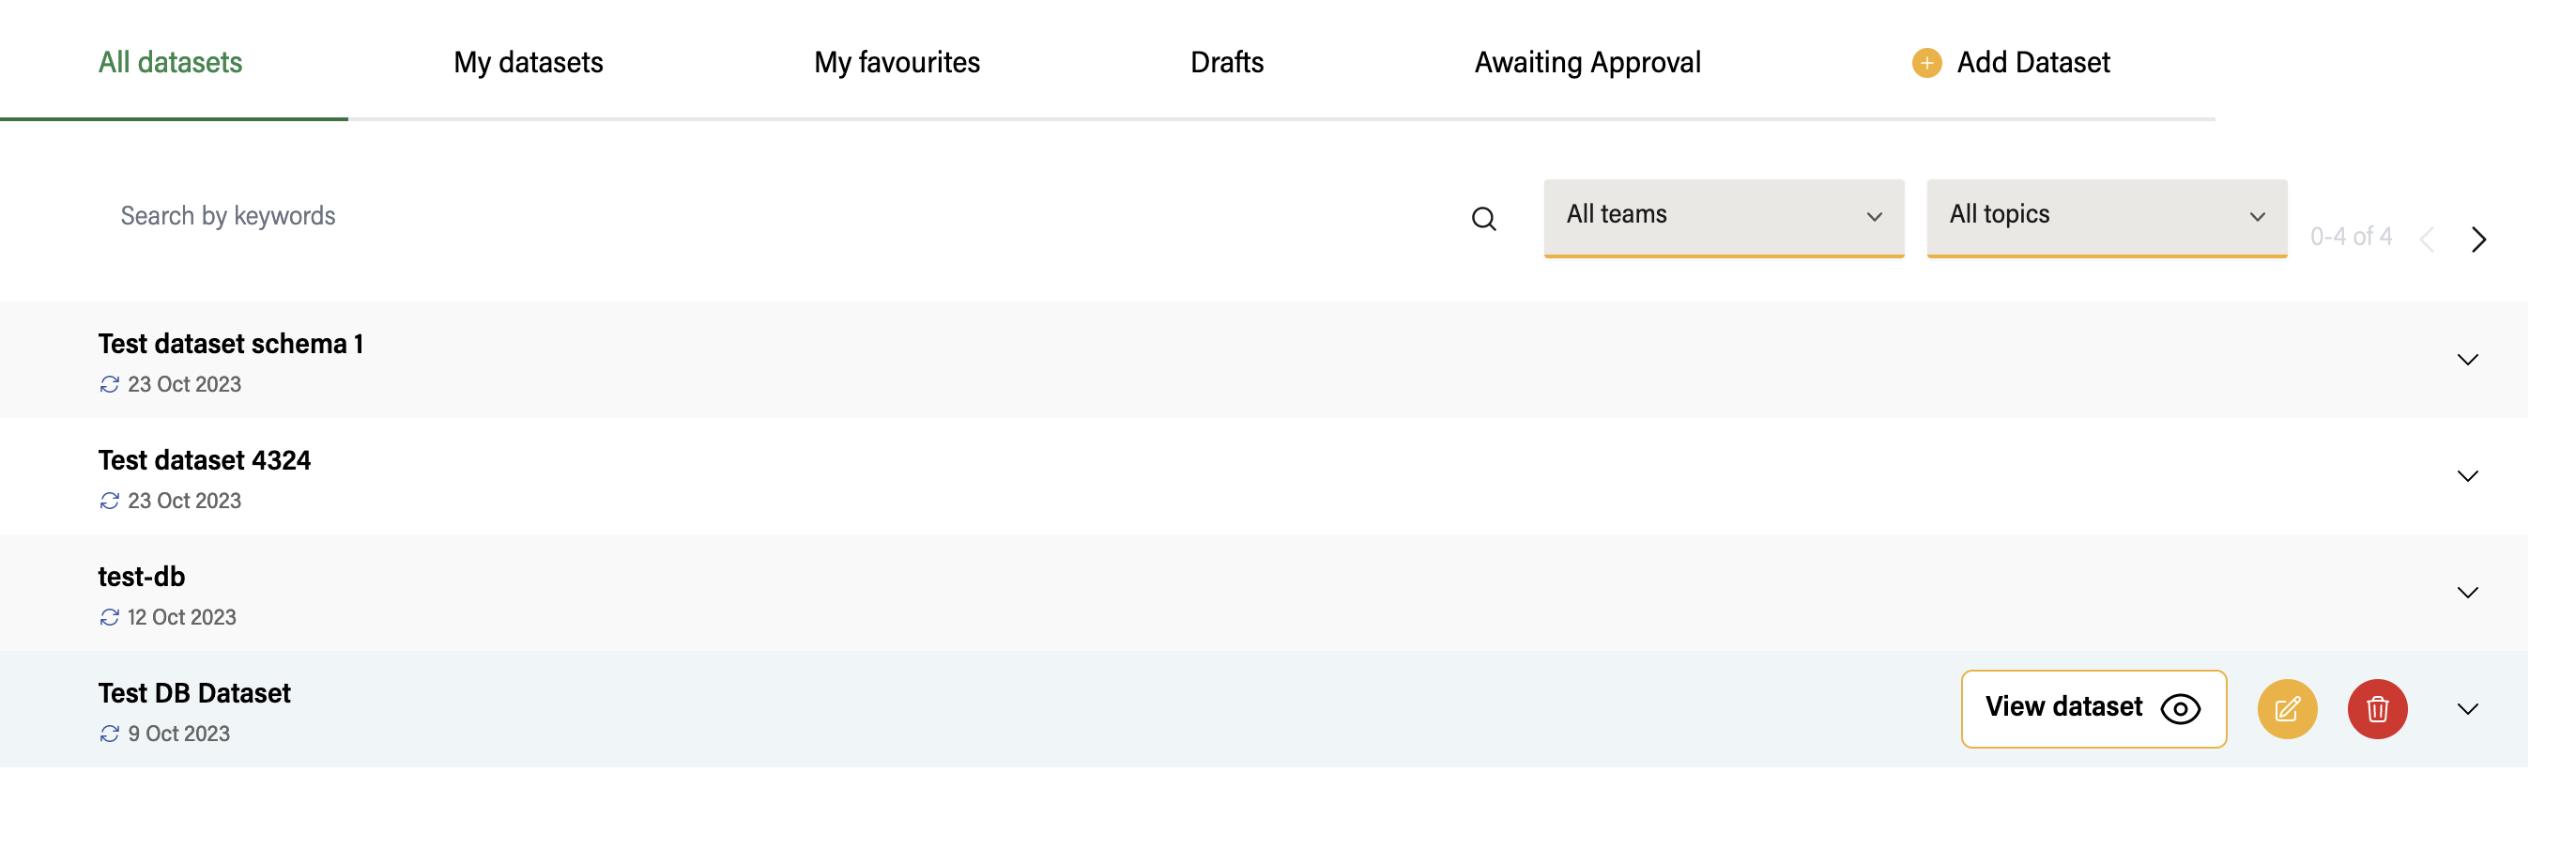 All datasets
My datasets
My favourites
Drafts
Awaiting Approval
Add Dataset
Search by keywords
All teams
All topics
0-4 of 4
Test dataset schema 1
23 Oct 2023
Test dataset 4324
23 Oct 2023
test-db
12 Oct 2023
Test DB Dataset
9 Oct 2023
View dataset